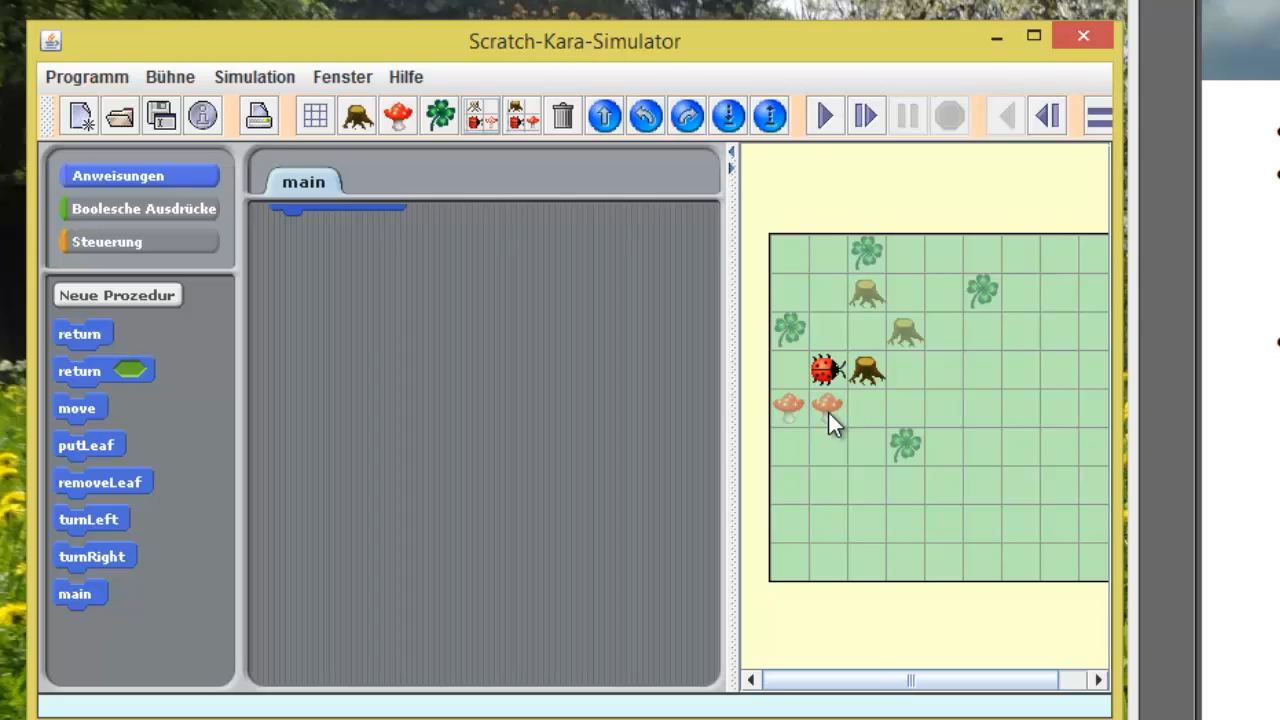 Scratch-Kara-Simulator
Programm Bühne Simulation Fenster Hilfe
Anweisungen
Boolesche Ausdrücke
Steuerung
main
Neue Prozedur
return
return
move
putLeaf
removeLeaf
turnLeft
turnRight
main